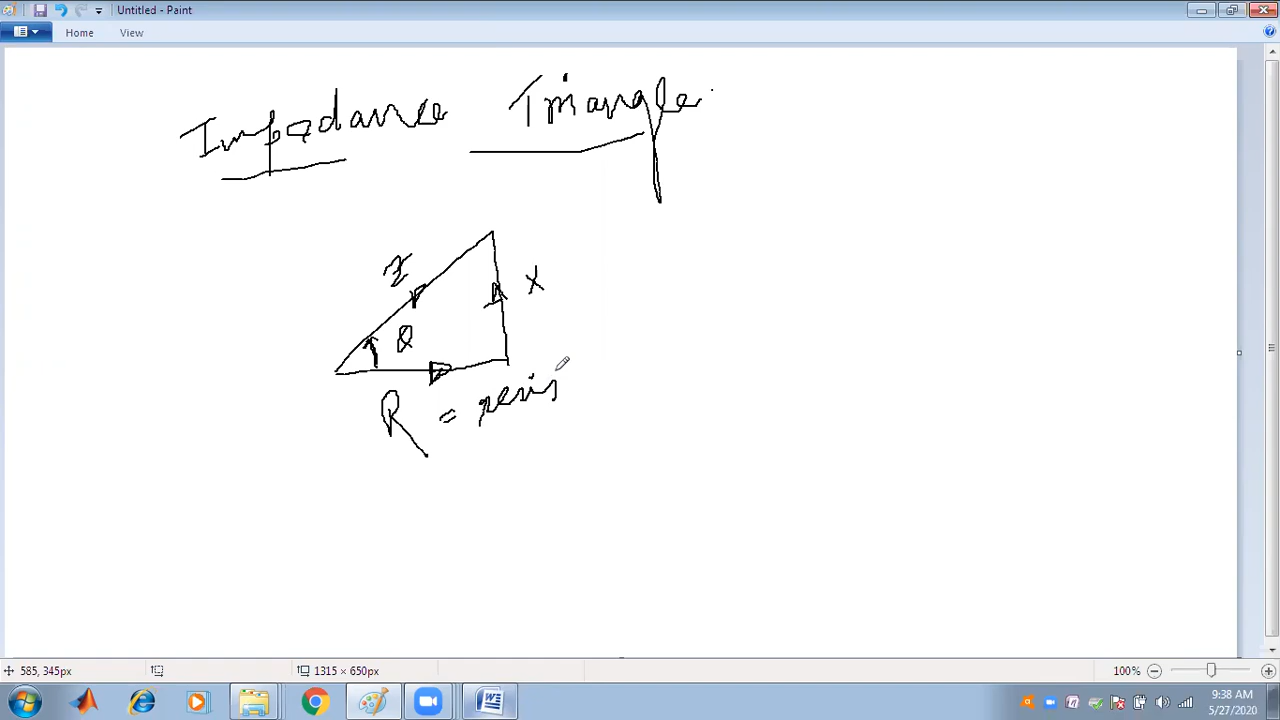 Untitled - Paint
Home View
Impedance Triangle
Z
X
θ
R = resis
585, 345px
1315 × 650px
100%
9:38 AM
5/27/2020